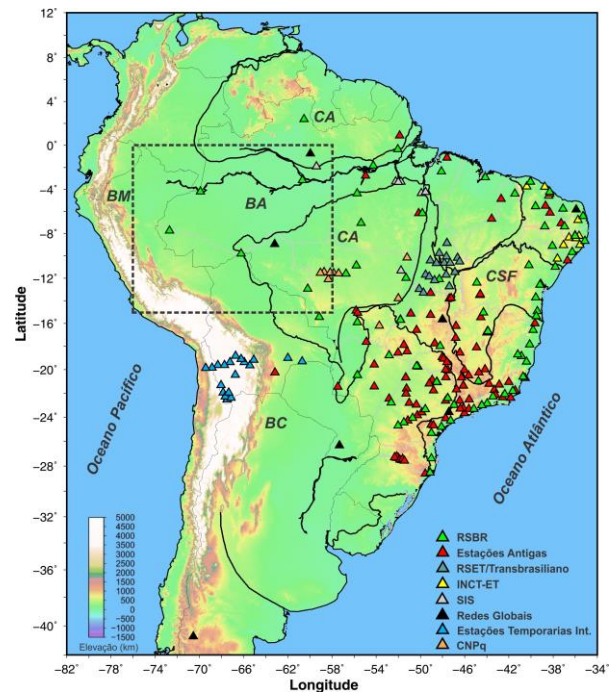 12°
8°
4°
0°
−4°
−8°
−12°
−16°
−20°
−24°
−28°
−32°
−36°
−40°
Latitude
CA
BM
BA
CA
CSF
BC
Oceano Pacífico
Oceano Atlântico
5000
4000
3500
3000
2500
2000
1500
1000
500
0
−500
−1000
−1500
Elevação (km)
RSBR
Estações Antigas
RSET/Transbrasiliano
INCT-ET
SIS
Redes Globais
Estações Temporarias Int.
CNPq
−82° −78° −74° −70° −66° −62° −58° −54° −50° −46° −42° −38° −34°
Longitude